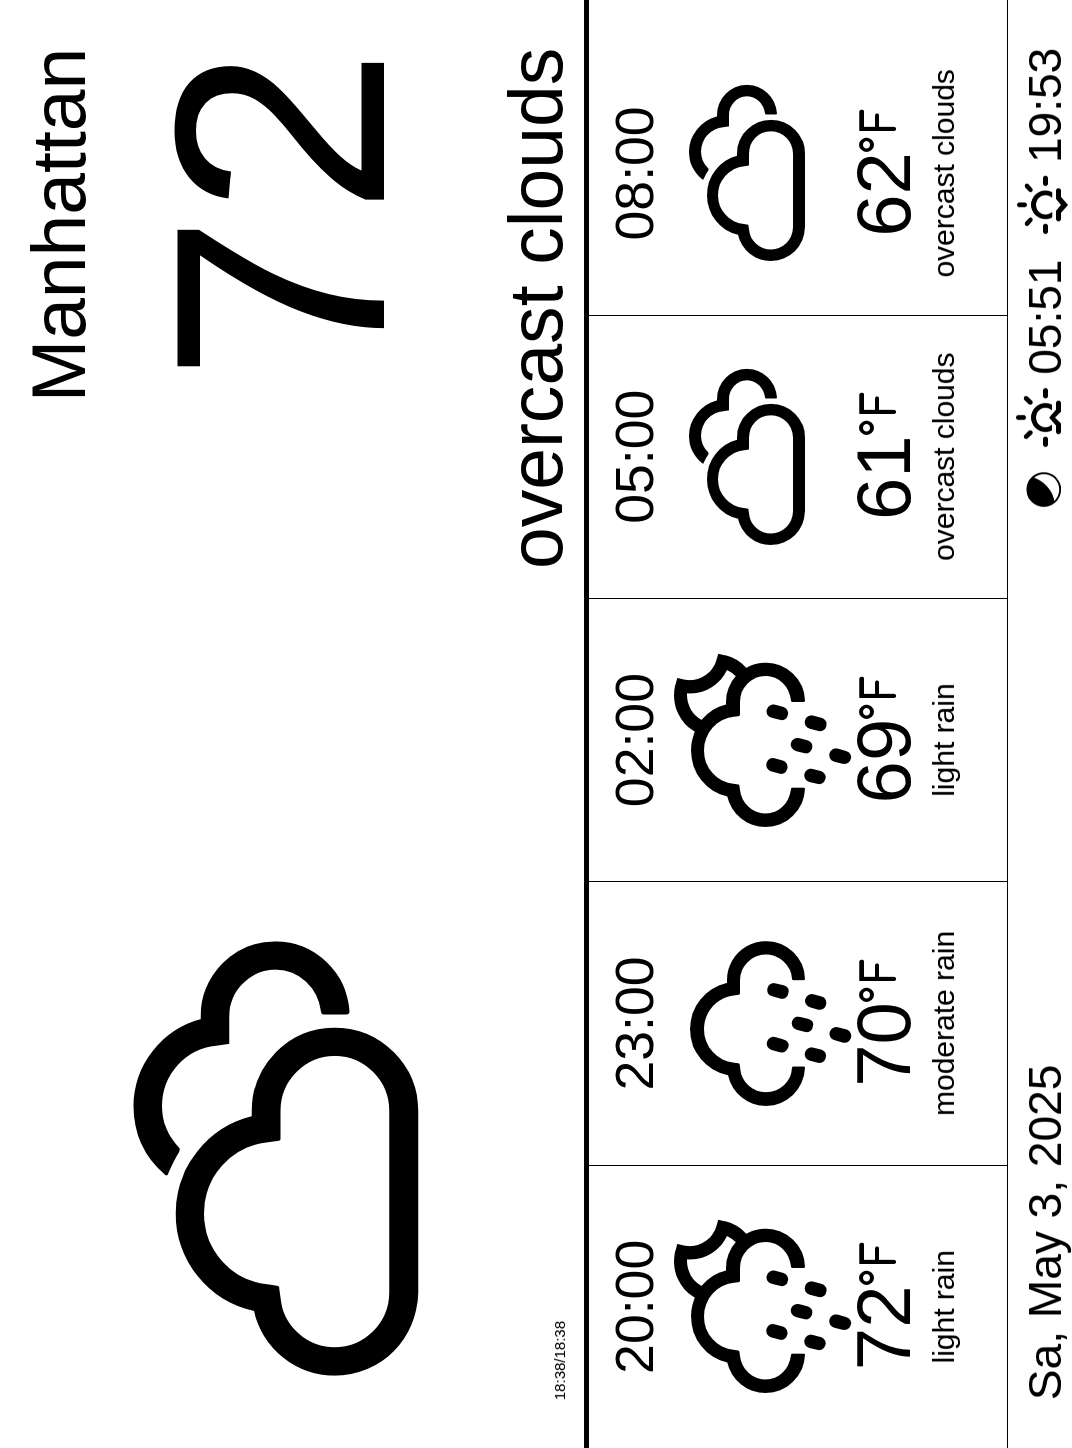 Manhattan
72
overcast clouds
18:38/18:38
20:00 23:00 02:00 05:00 08:00
72°F 70°F 69°F 61°F 62°F
light rain moderate rain light rain overcast clouds overcast clouds
Sa, May 3, 2025 05:51 19:53